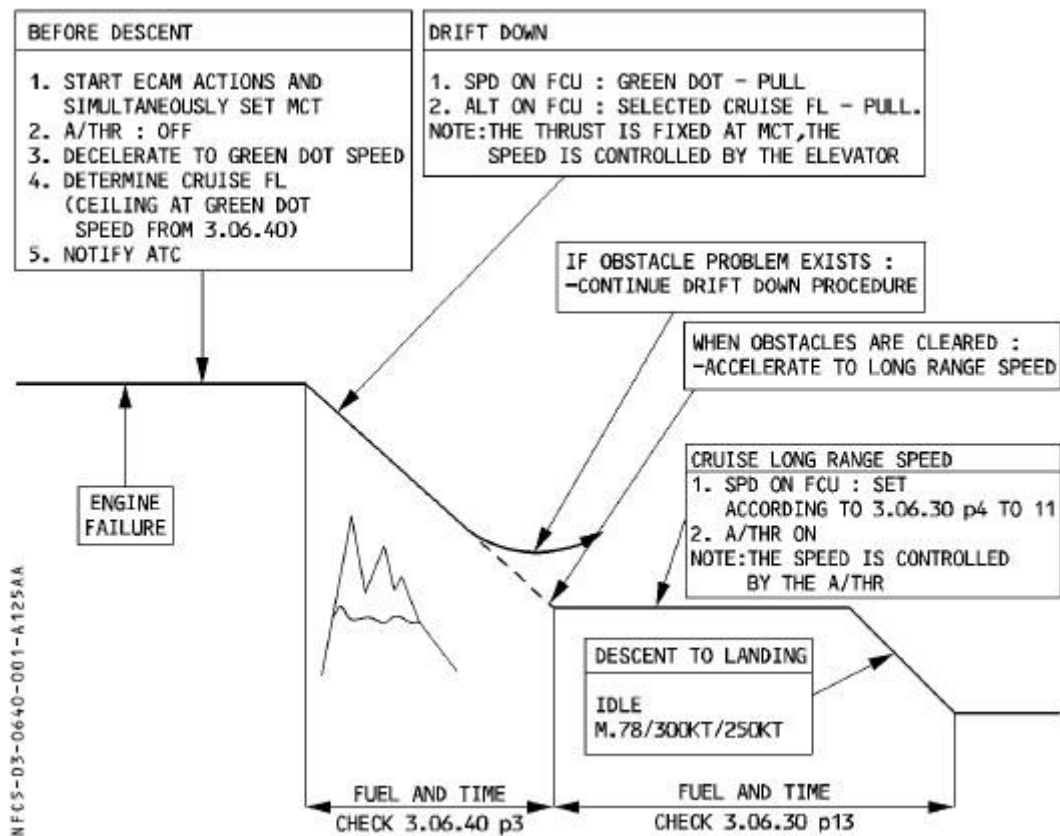 BEFORE DESCENT
1. START ECAM ACTIONS AND
SIMULTANEOUSLY SET MCT
2. A/THR : OFF
3. DECELERATE TO GREEN DOT SPEED
4. DETERMINE CRUISE FL
(CEILING AT GREEN DOT
SPEED FROM 3.06.40)
5. NOTIFY ATC
DRIFT DOWN
1. SPD ON FCU : GREEN DOT - PULL
2. ALT ON FCU : SELECTED CRUISE FL - PULL.
NOTE:THE THRUST IS FIXED AT MCT,THE
SPEED IS CONTROLLED BY THE ELEVATOR
IF OBSTACLE PROBLEM EXISTS :
-CONTINUE DRIFT DOWN PROCEDURE
WHEN OBSTACLES ARE CLEARED :
-ACCELERATE TO LONG RANGE SPEED
CRUISE LONG RANGE SPEED
1. SPD ON FCU : SET
ACCORDING TO 3.06.30 p4 TO 11
2. A/THR ON
NOTE:THE SPEED IS CONTROLLED
BY THE A/THR
ENGINE
FAILURE
DESCENT TO LANDING
IDLE
M.78/300KT/250KT
FUEL AND TIME
CHECK 3.06.40 p3
FUEL AND TIME
CHECK 3.06.30 p13
NFC5-03-0640-001-A125AA